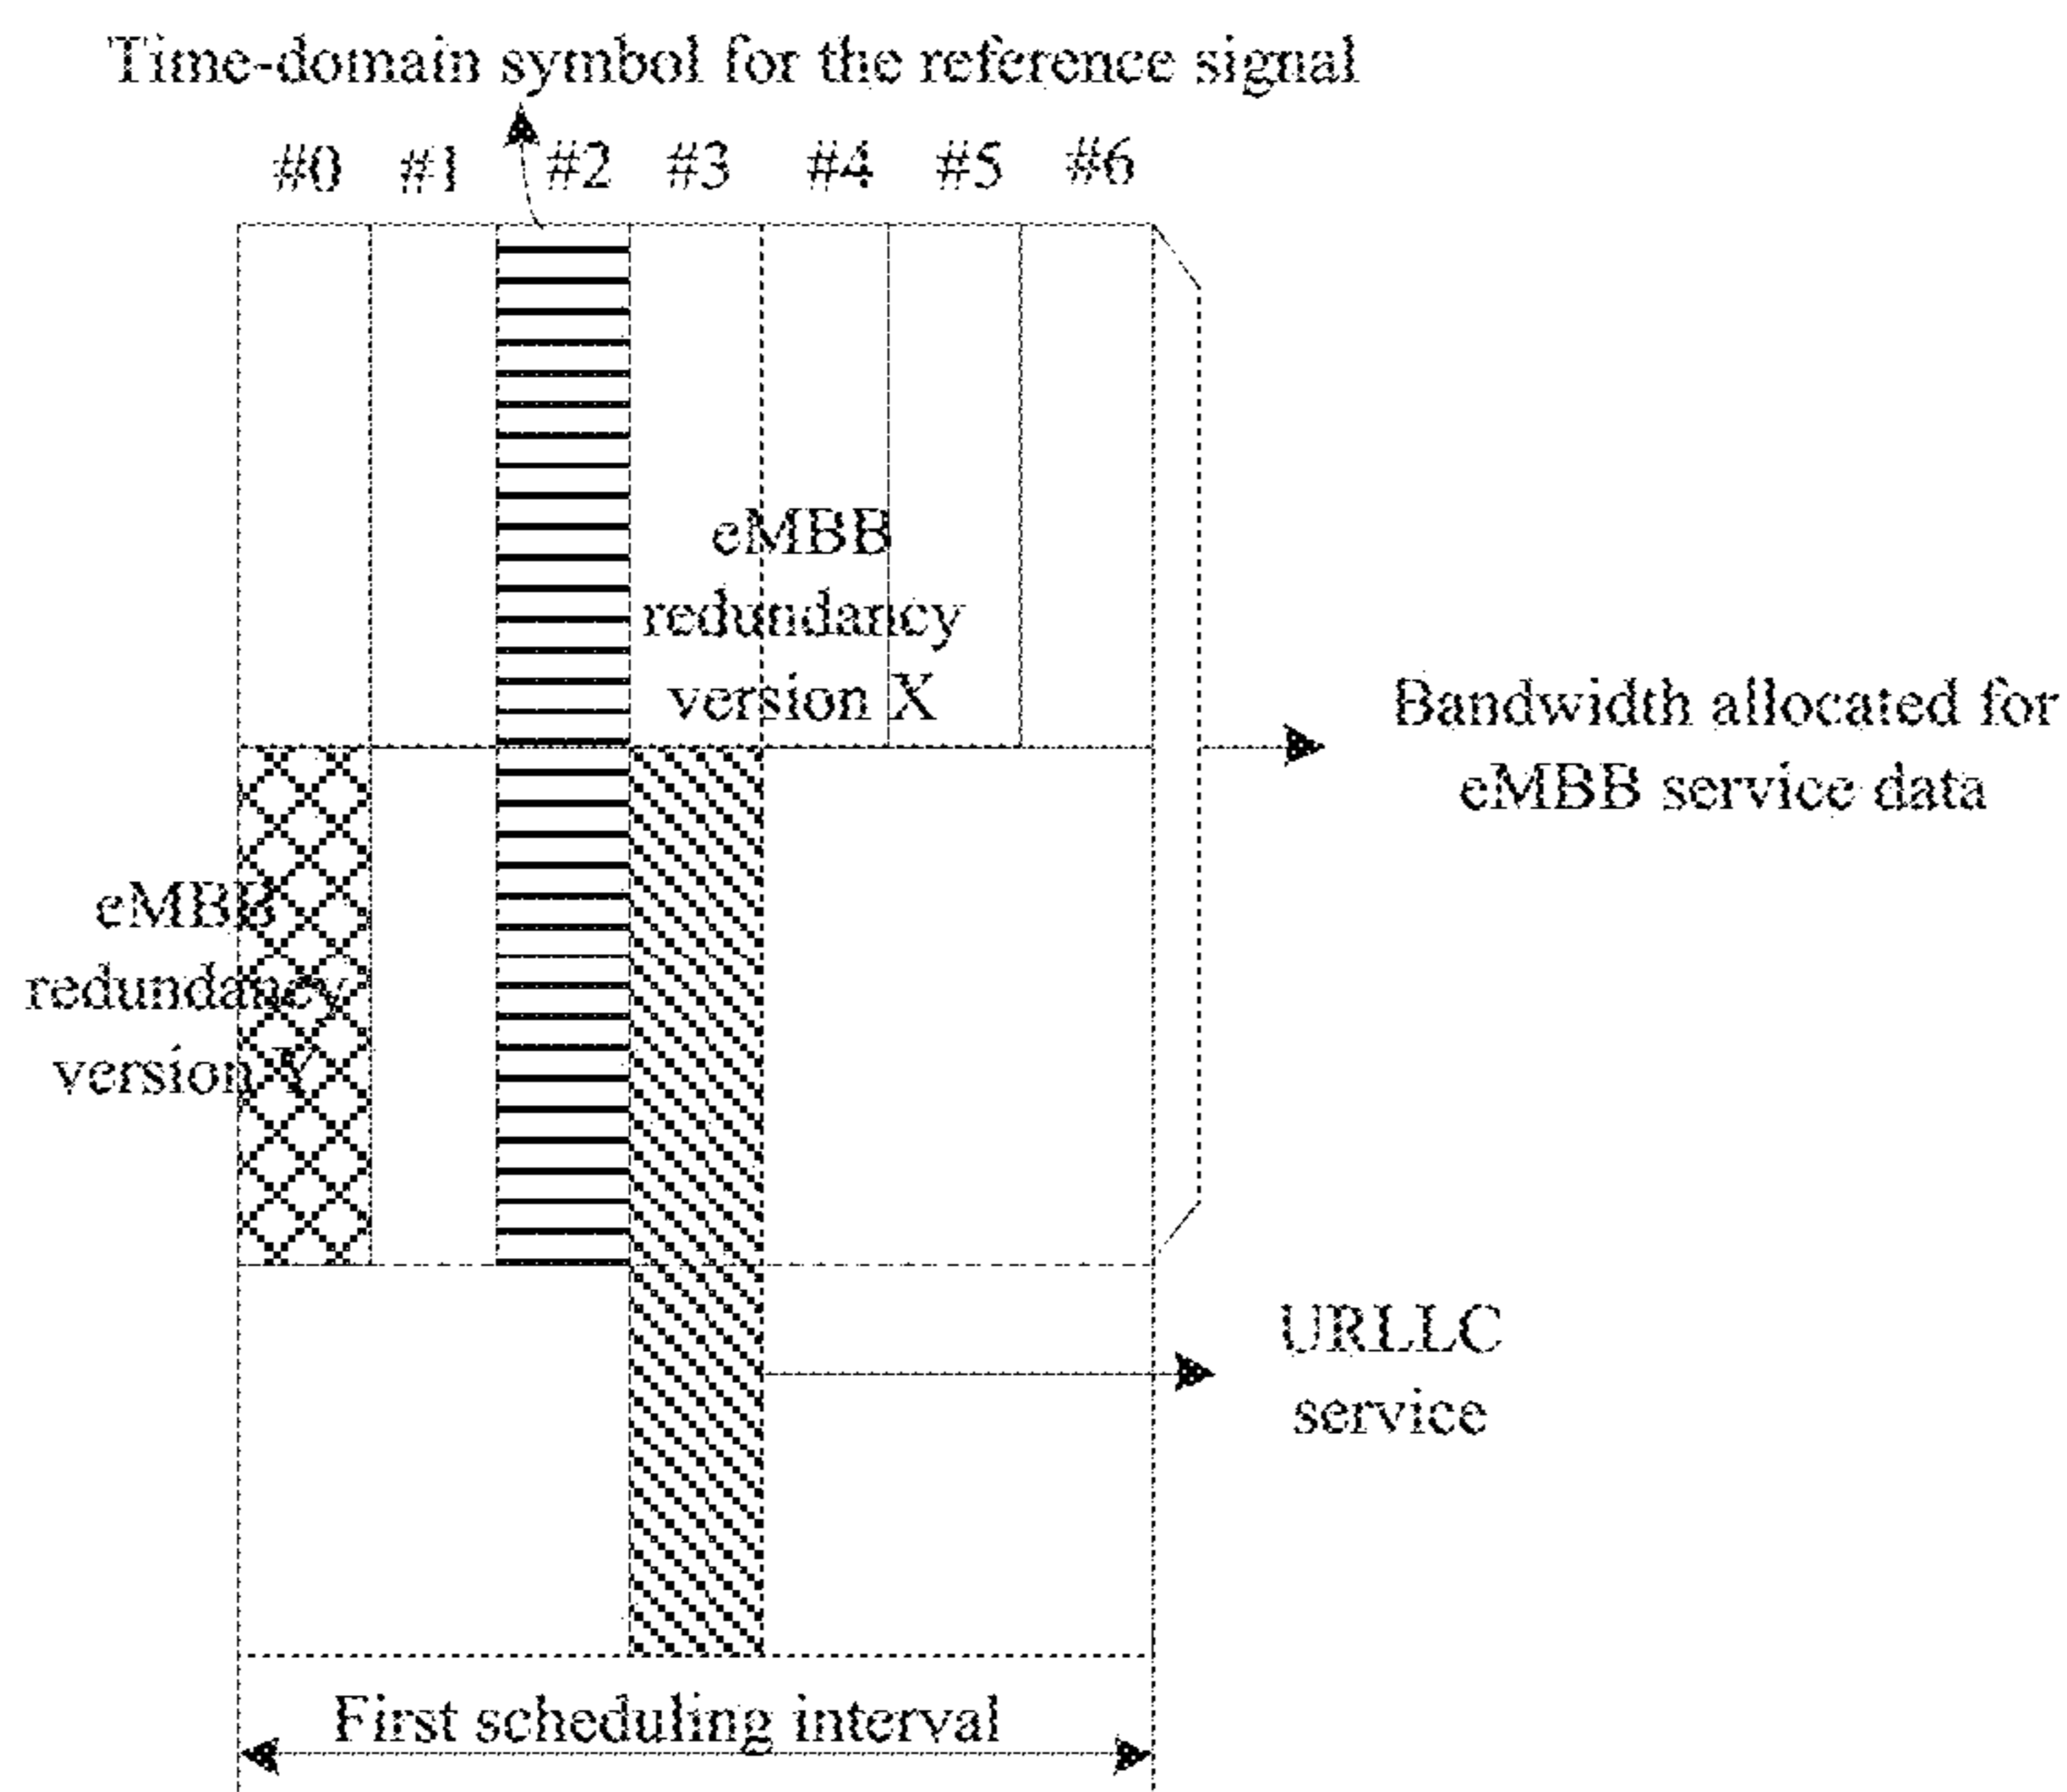 Time-domain symbol for the reference signal
#0 #1 #2 #3 #4 #5 #6
eMBB
redundancy
version X
Bandwidth allocated for
eMBB service data
eMBB
redundancy
version Y
URLLC
service
First scheduling interval